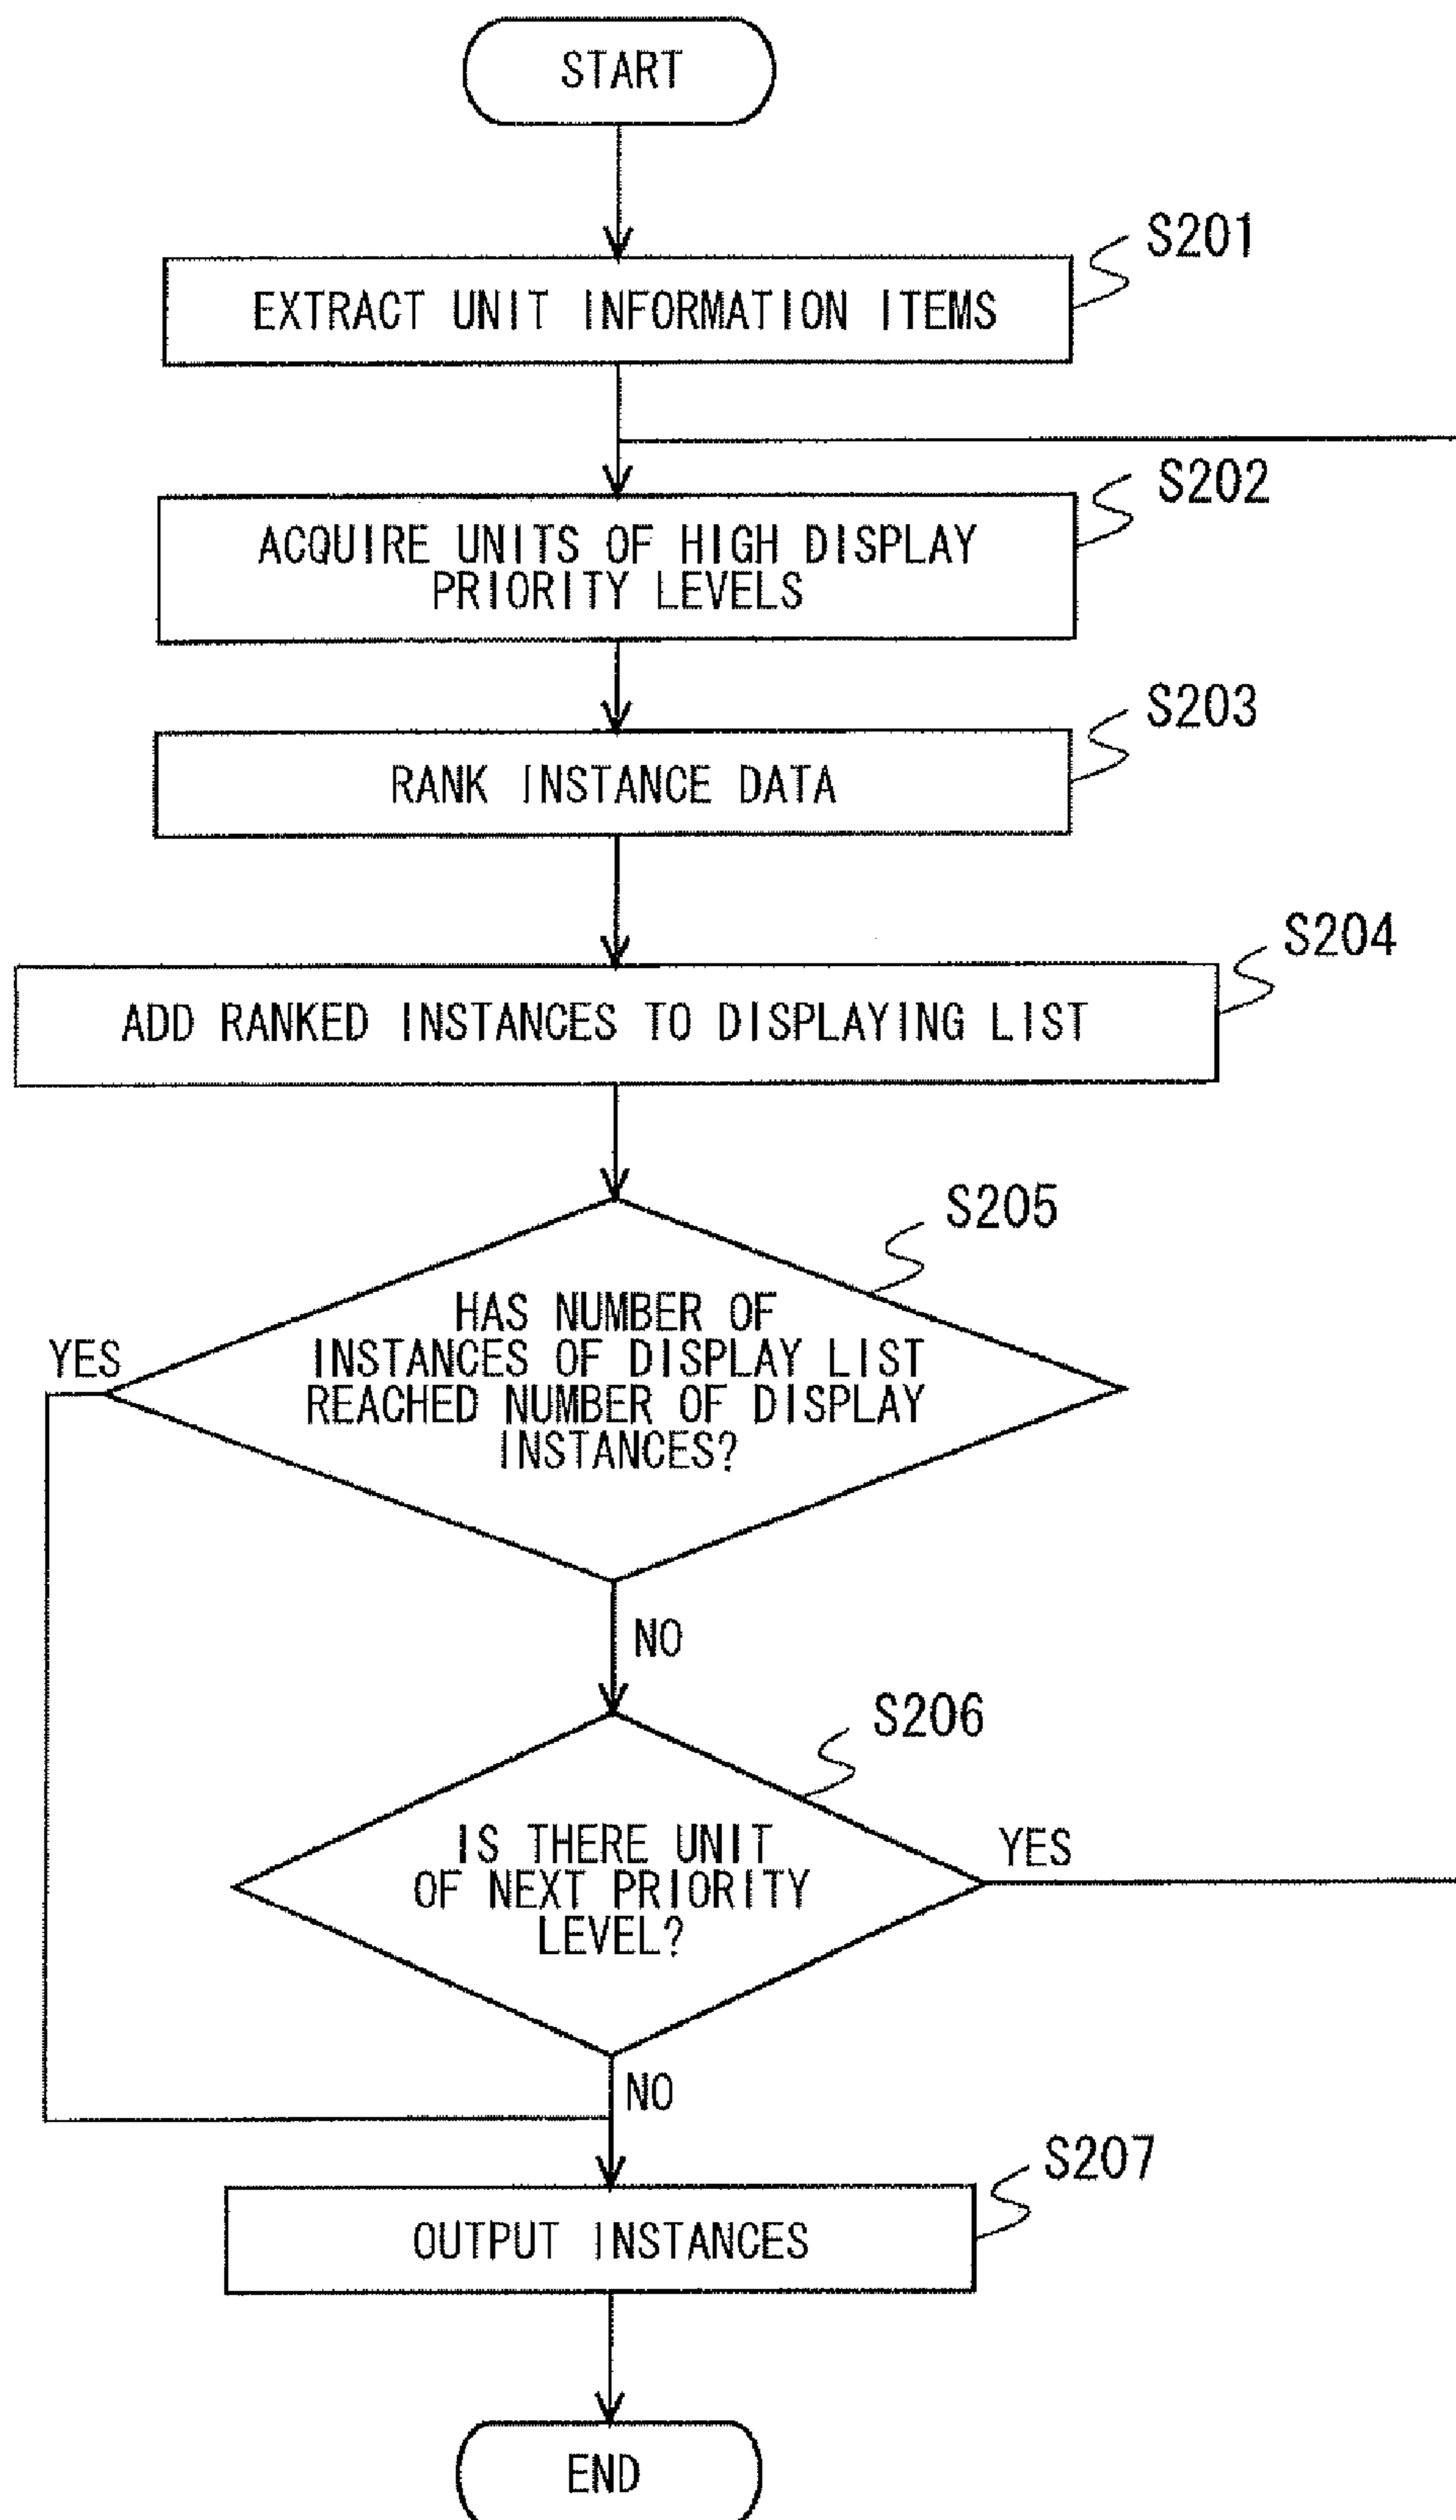 START
S201
EXTRACT UNIT INFORMATION ITEMS
S202
ACQUIRE UNITS OF HIGH DISPLAY
PRIORITY LEVELS
S203
RANK INSTANCE DATA
S204
ADD RANKED INSTANCES TO DISPLAYING LIST
S205
HAS NUMBER OF
INSTANCES OF DISPLAY LIST
REACHED NUMBER OF DISPLAY
INSTANCES?
YES
NO
S206
IS THERE UNIT
OF NEXT PRIORITY
LEVEL?
YES
NO
S207
OUTPUT INSTANCES
END